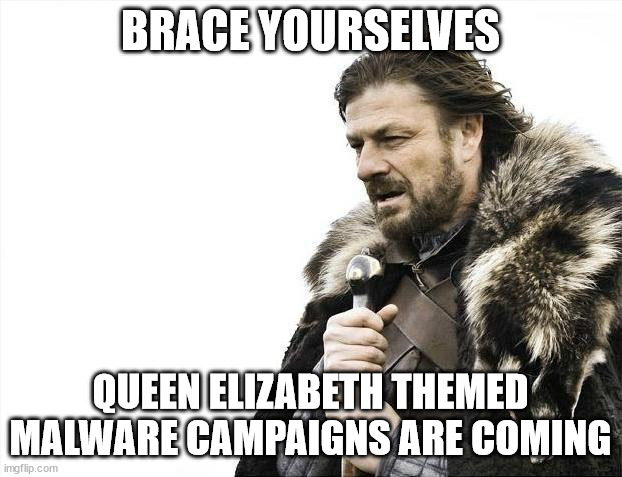 BRACE YOURSELVES
QUEEN ELIZABETH THEMED
MALWARE CAMPAIGNS ARE COMING
imgflip.com